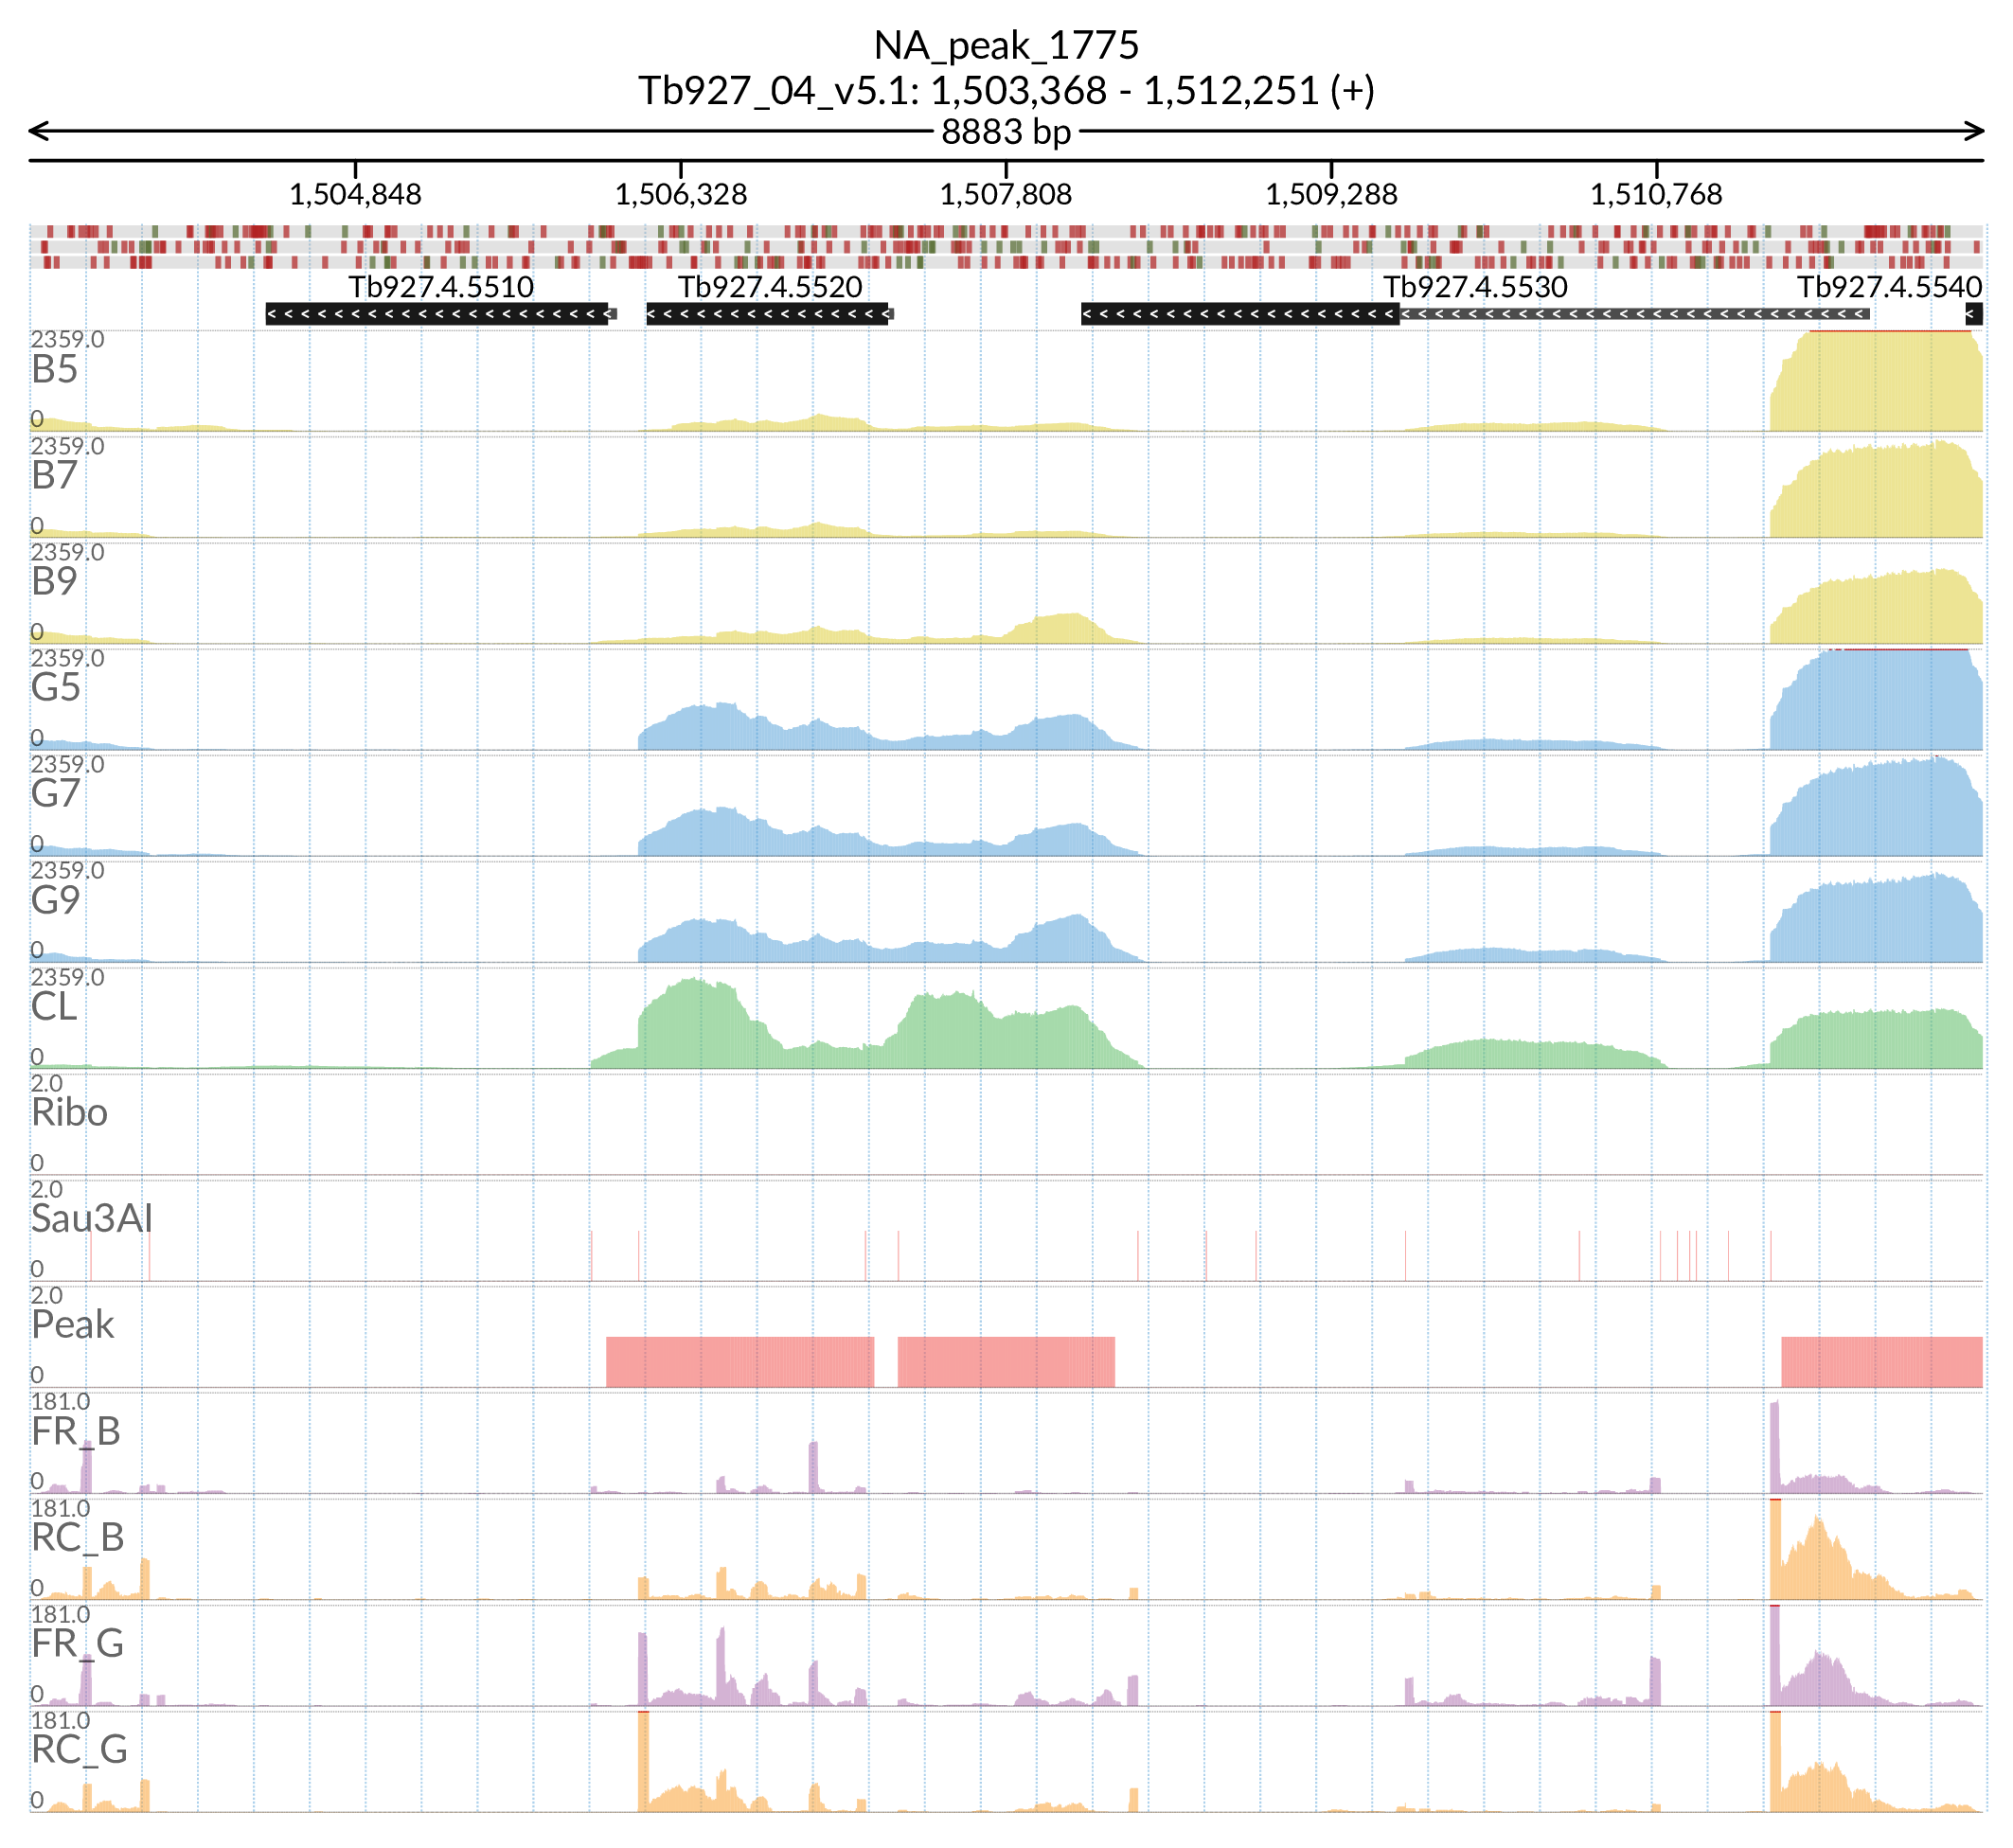 NA_peak_1775
Tb927_04_v5.1: 1,503,368 - 1,512,251 (+)
8883 bp
1,504,848 1,506,328 1,507,808 1,509,288 1,510,768
Tb927.4.5510 Tb927.4.5520 Tb927.4.5530 Tb927.4.5540
2359.0
B5
0
2359.0
B7
0
2359.0
B9
0
2359.0
G5
0
2359.0
G7
0
2359.0
G9
0
2359.0
CL
0
2.0
Ribo
0
2.0
Sau3AI
0
2.0
Peak
0
181.0
FR_B
0
181.0
RC_B
0
181.0
FR_G
0
181.0
RC_G
0